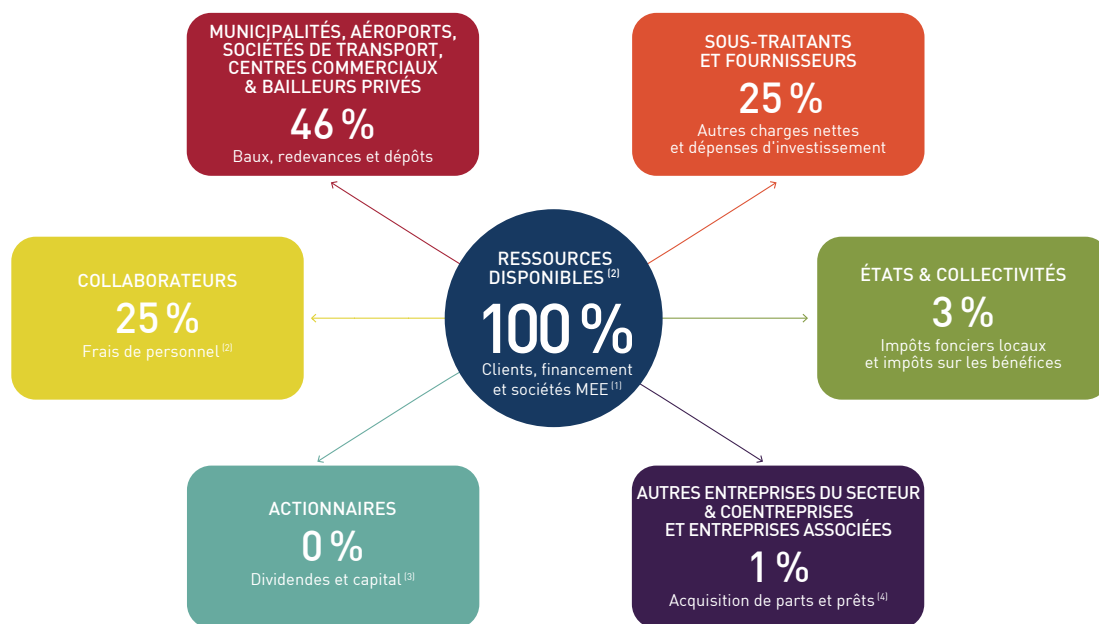 MUNICIPALITÉS, AÉROPORTS,
SOCIÉTÉS DE TRANSPORT,
CENTRES COMMERCIAUX
& BAILLEURS PRIVÉS
46 %
Baux, redevances et dépôts
SOUS-TRAITANTS
ET FOURNISSEURS
25 %
Autres charges nettes
et dépenses d'investissement
COLLABORATEURS
25 %
Frais de personnel (2)
RESSOURCES
DISPONIBLES (2)
100 %
Clients, financement
et sociétés MEE (1)
ÉTATS & COLLECTIVITÉS
3 %
Impôts fonciers locaux
et impôts sur les bénéfices
ACTIONNAIRES
0 %
Dividendes et capital (3)
AUTRES ENTREPRISES DU SECTEUR
& COENTREPRISES
ET ENTREPRISES ASSOCIÉES
1 %
Acquisition de parts et prêts (4)